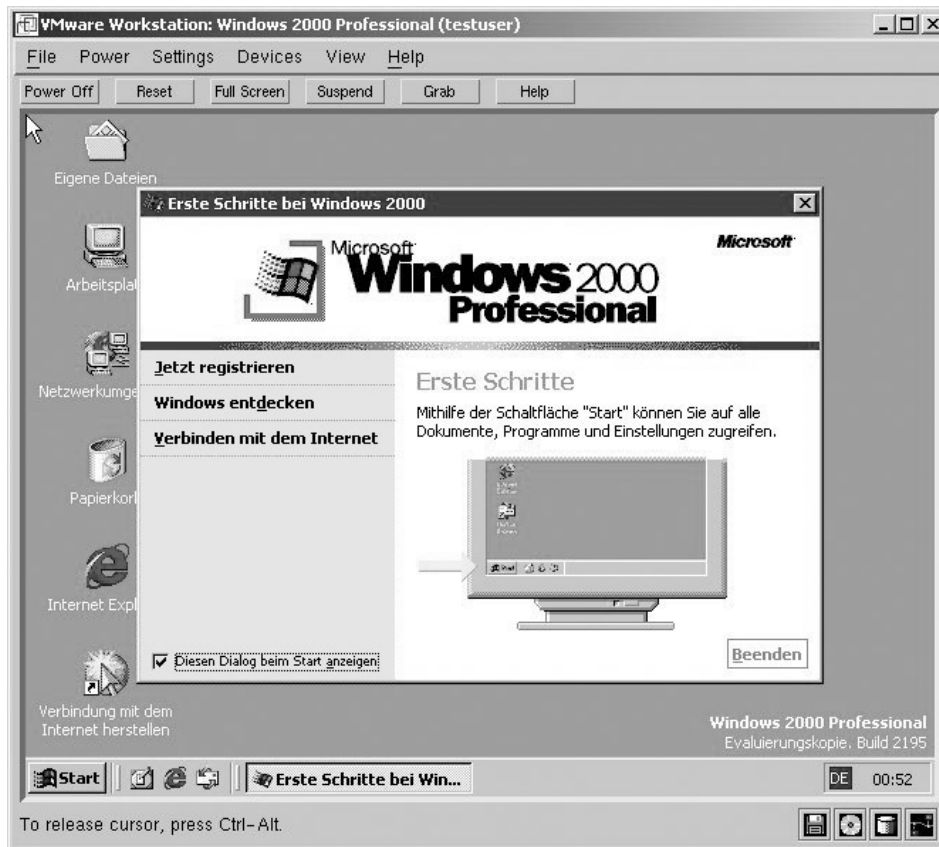 VMware Workstation: Windows 2000 Professional (testuser)
File Power Settings Devices View Help
Power Off Reset Full Screen Suspend Grab Help
Eigene Dateien
Erste Schritte bei Windows 2000
Microsoft
Microsoft
Windows 2000
Professional
Arbeitspla
Jetzt registrieren
Windows entdecken
Verbinden mit dem Internet
Erste Schritte
Mithilfe der Schaltfläche "Start" können Sie auf alle
Dokumente, Programme und Einstellungen zugreifen.
Netzwerkumge
Papierkor
Start
Internet Expl
Diesen Dialog beim Start anzeigen
Beenden
Verbindung mit dem
Internet herstellen
Windows 2000 Professional
Evaluierungskopie. Build 2195
Start
Erste Schritte bei Win...
DE 00:52
To release cursor, press Ctrl-Alt.